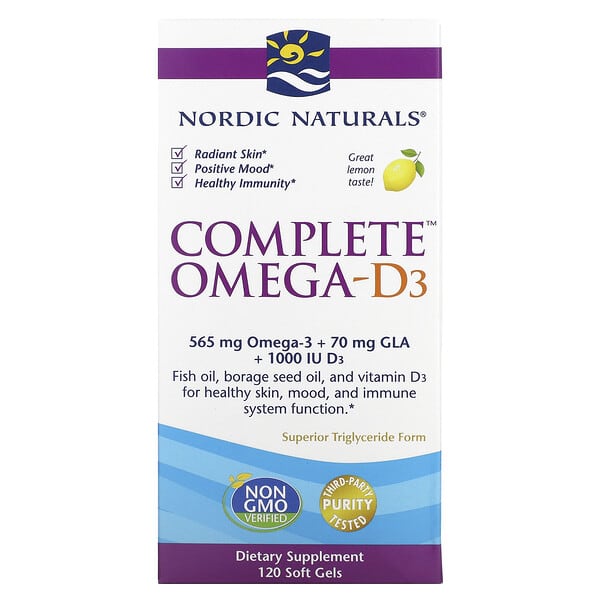 NORDIC NATURALS®
Radiant Skin*
Positive Mood*
Healthy Immunity*
Great
lemon
taste!
COMPLETE™
OMEGA-D3
565 mg Omega-3 + 70 mg GLA
+ 1000 IU D3
Fish oil, borage seed oil, and vitamin D3
for healthy skin, mood, and immune
system function.*
Superior Triglyceride Form
NON
GMO
VERIFIED
THIRD-PARTY
PURITY
TESTED
Dietary Supplement
120 Soft Gels